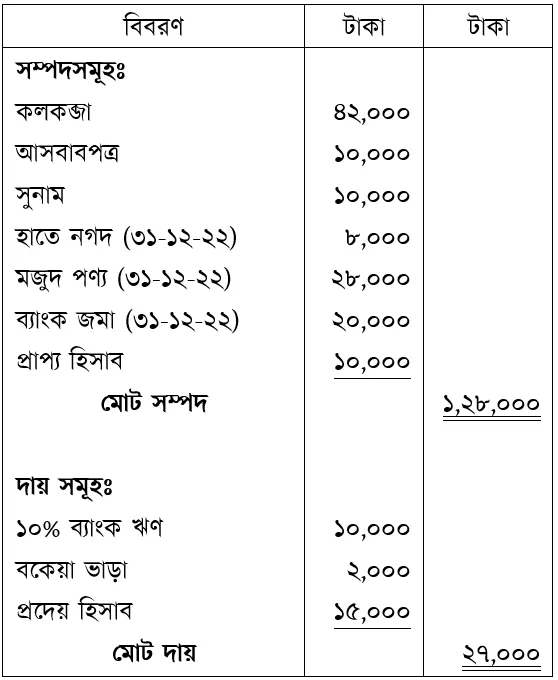 বিবরণ টাকা টাকা
সম্পদসমূহঃ
কলকব্জা ৪২,০০০
আসবাবপত্র ১০,০০০
সুনাম ১০,০০০
হাতে নগদ (৩১-১২-২২) ৮,০০০
মজুদ পণ্য (৩১-১২-২২) ২৮,০০০
ব্যাংক জমা (৩১-১২-২২) ২০,০০০
প্রাপ্য হিসাব ১০,০০০
মোট সম্পদ ১,২৮,০০০
দায় সমূহঃ
১০% ব্যাংক ঋণ ১০,০০০
বকেয়া ভাড়া ২,০০০
প্রদেয় হিসাব ১৫,০০০
মোট দায় ২৭,০০০